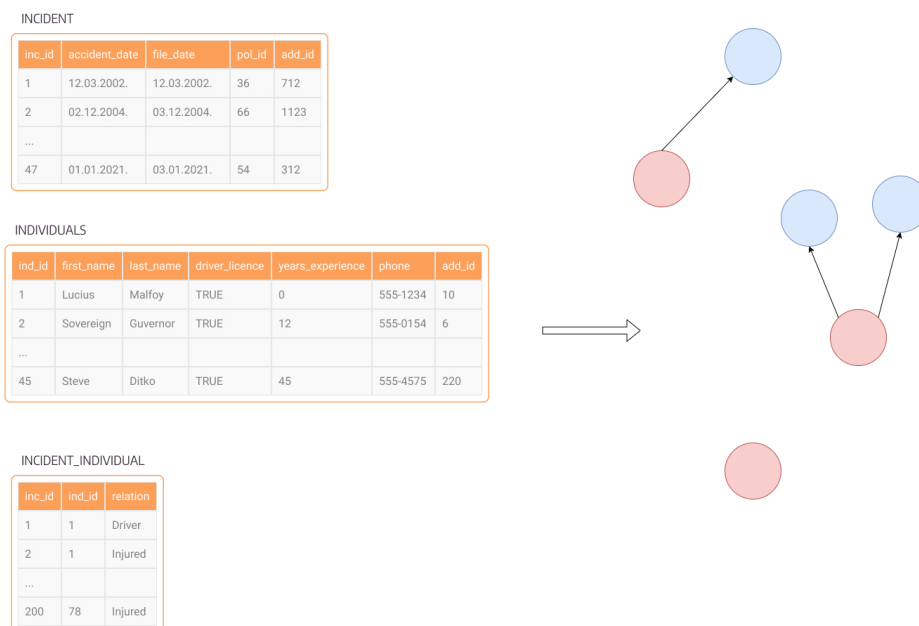 INCIDENT
inc_id accident_date file_date pol_id add_id
1 12.03.2002. 12.03.2002. 36 712
2 02.12.2004. 03.12.2004. 66 1123
...
47 01.01.2021. 03.01.2021. 54 312
INDIVIDUALS
ind_id first_name last_name driver_licence years_experience phone add_id
1 Lucius Malfoy TRUE 0 555-1234 10
2 Sovereign Guvernor TRUE 12 555-0154 6
...
45 Steve Ditko TRUE 45 555-4575 220
INCIDENT_INDIVIDUAL
inc_id ind_id relation
1 1 Driver
2 1 Injured
...
200 78 Injured